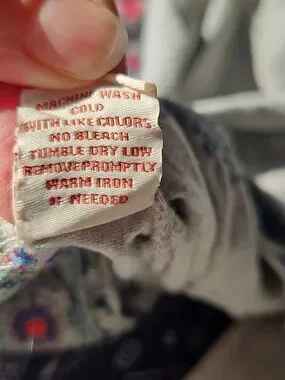 MACHINE WASH
COLD
WITH LIKE COLORS
NO BLEACH
TUMBLE DRY LOW
REMOVE PROMPTLY
WARM IRON
IF NEEDED